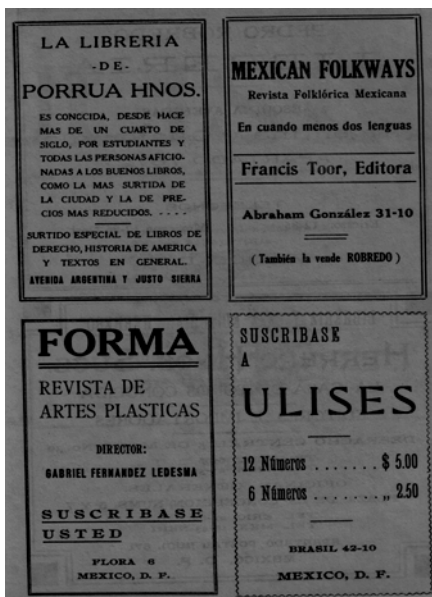 LA LIBRERIA
-DE-
PORRUA HNOS.
ES CONOCIDA, DESDE HACE
MAS DE UN CUARTO DE
SIGLO, POR ESTUDIANTES Y
TODAS LAS PERSONAS AFICIO-
NADAS A LOS BUENOS LIBROS,
COMO LA MAS SURTIDA DE
LA CIUDAD Y LA DE PRE-
CIOS MAS REDUCIDOS. . . . .
SURTIDO ESPECIAL DE LIBROS DE
DERECHO, HISTORIA DE AMERICA
Y TEXTOS EN GENERAL.
AVENIDA ARGENTINA Y JUSTO SIERRA
MEXICAN FOLKWAYS
Revista Folklórica Mexicana
En cuando menos dos lenguas
Francis Toor, Editora
Abraham González 31-10
( También la vende ROBREDO )
FORMA
REVISTA DE
ARTES PLASTICAS
DIRECTOR:
GABRIEL FERNANDEZ LEDESMA
SUSCRIBASE
USTED
FLORA 6
MEXICO, D. F.
SUSCRIBASE
A
ULISES
12 Números . . . . . . . $ 5.00
6 Números . . . . . . . „ 2.50
BRASIL 42-10
MEXICO, D. F.